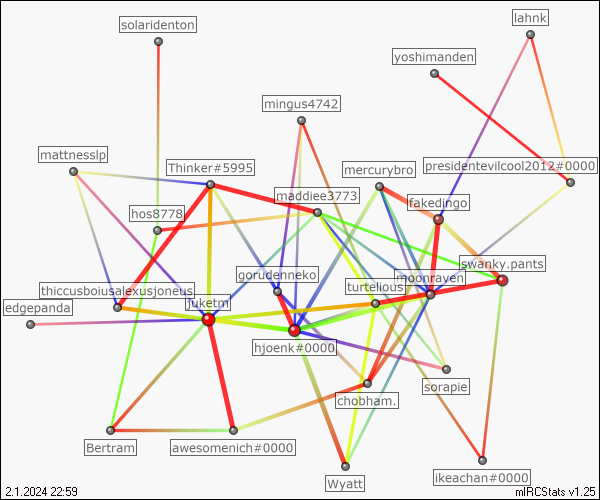 solaridenton
lahnk
yoshimanden
mingus4742
mattnesslp
Thinker#5995
mercurybro
presidentevilcool2012#0000
maddiee3773
fakedingo
hos8778
swanky.pants
gorudenneko
moonraven
turtelious
thiccusboiusalexusjoneus
edgepanda
luketm
hjoenk#0000
sorapie
chobham.
Bertram
awesomenich#0000
Wyatt
ikeachan#0000
2.1.2024 22:59
mIRCStats v1.25